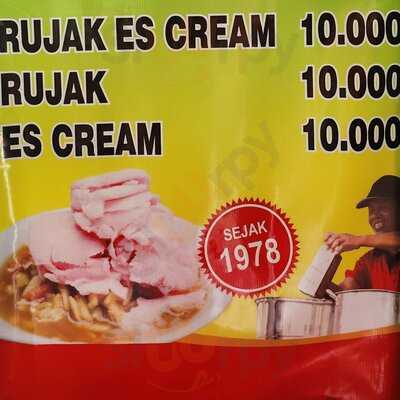 RUJAK ES CREAM 10.000
RUJAK 10.000
ES CREAM 10.000
SEJAK
1978